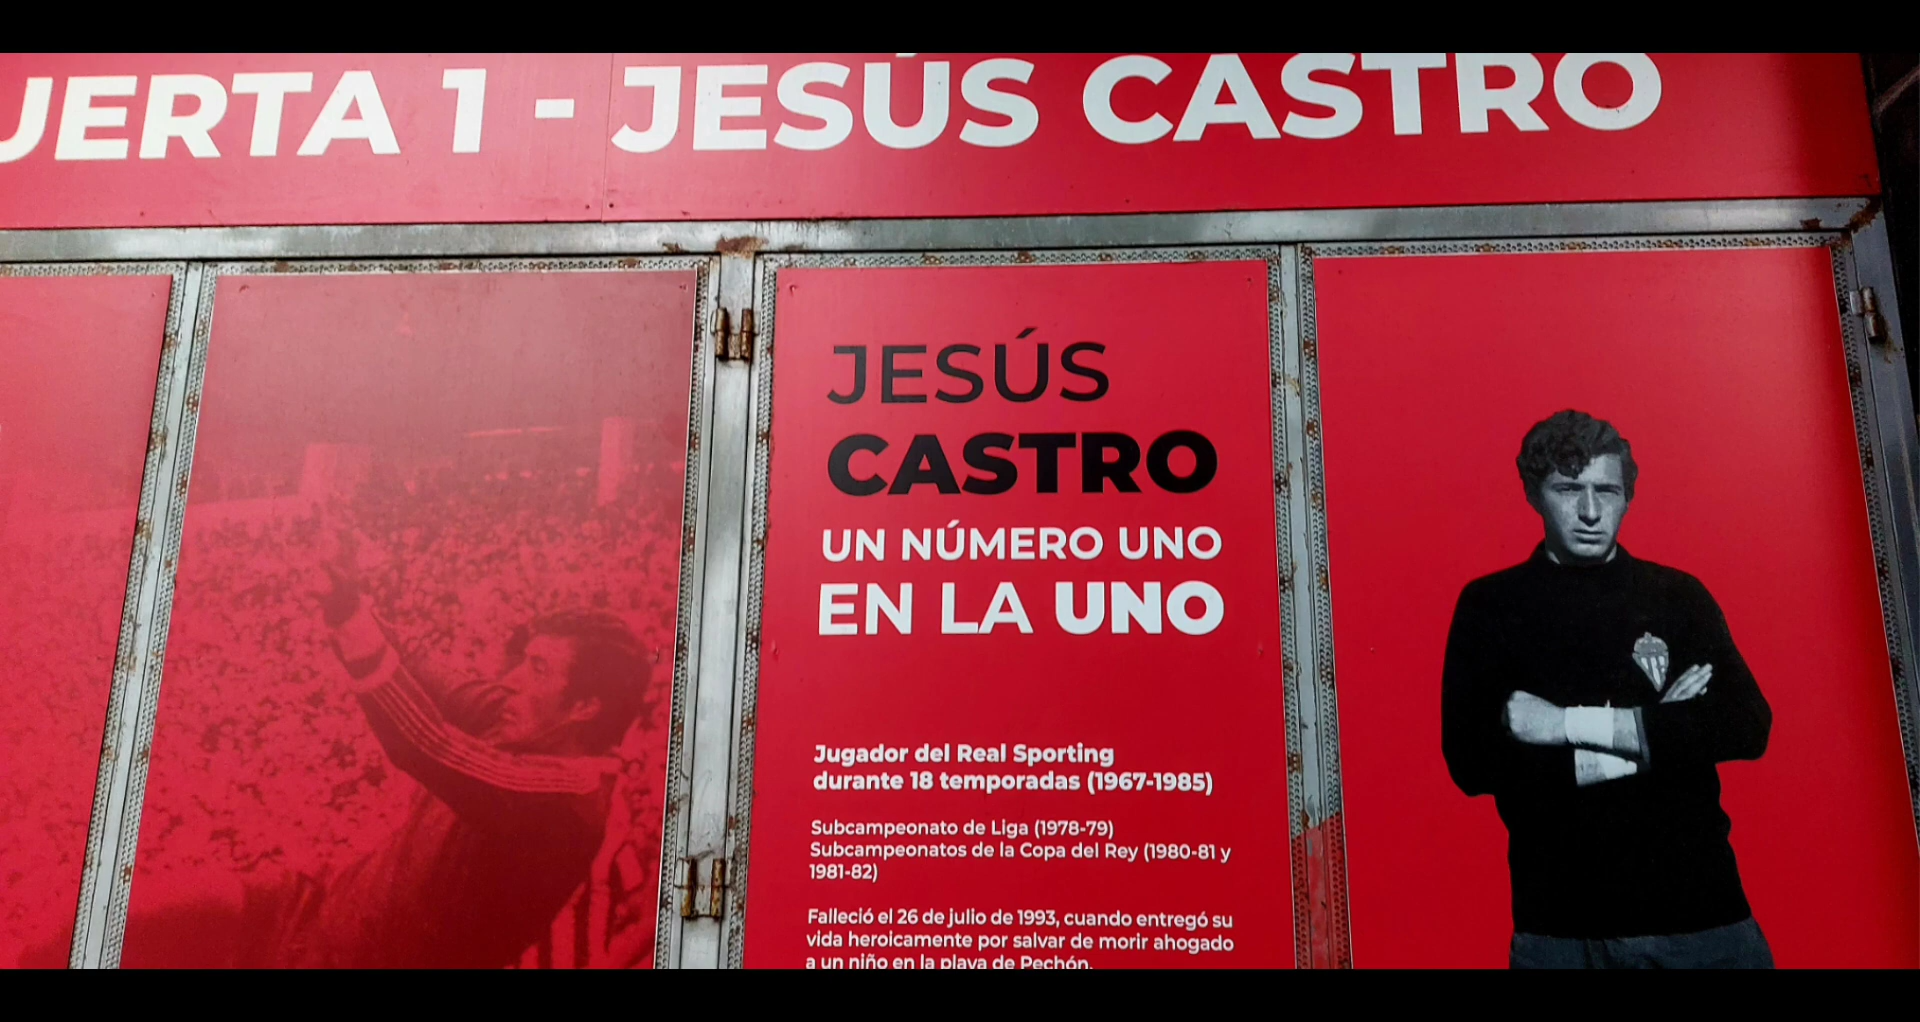 UERTA 1 - JESÚS CASTRO
JESÚS
CASTRO
UN NÚMERO UNO
EN LA UNO
Jugador del Real Sporting
durante 18 temporadas (1967-1985)
Subcampeonato de Liga (1978-79)
Subcampeonatos de la Copa del Rey (1980-81 y
1981-82)
Falleció el 26 de julio de 1993, cuando entregó su
vida heroicamente por salvar de morir ahogado
a un niño en la playa de Pechón.